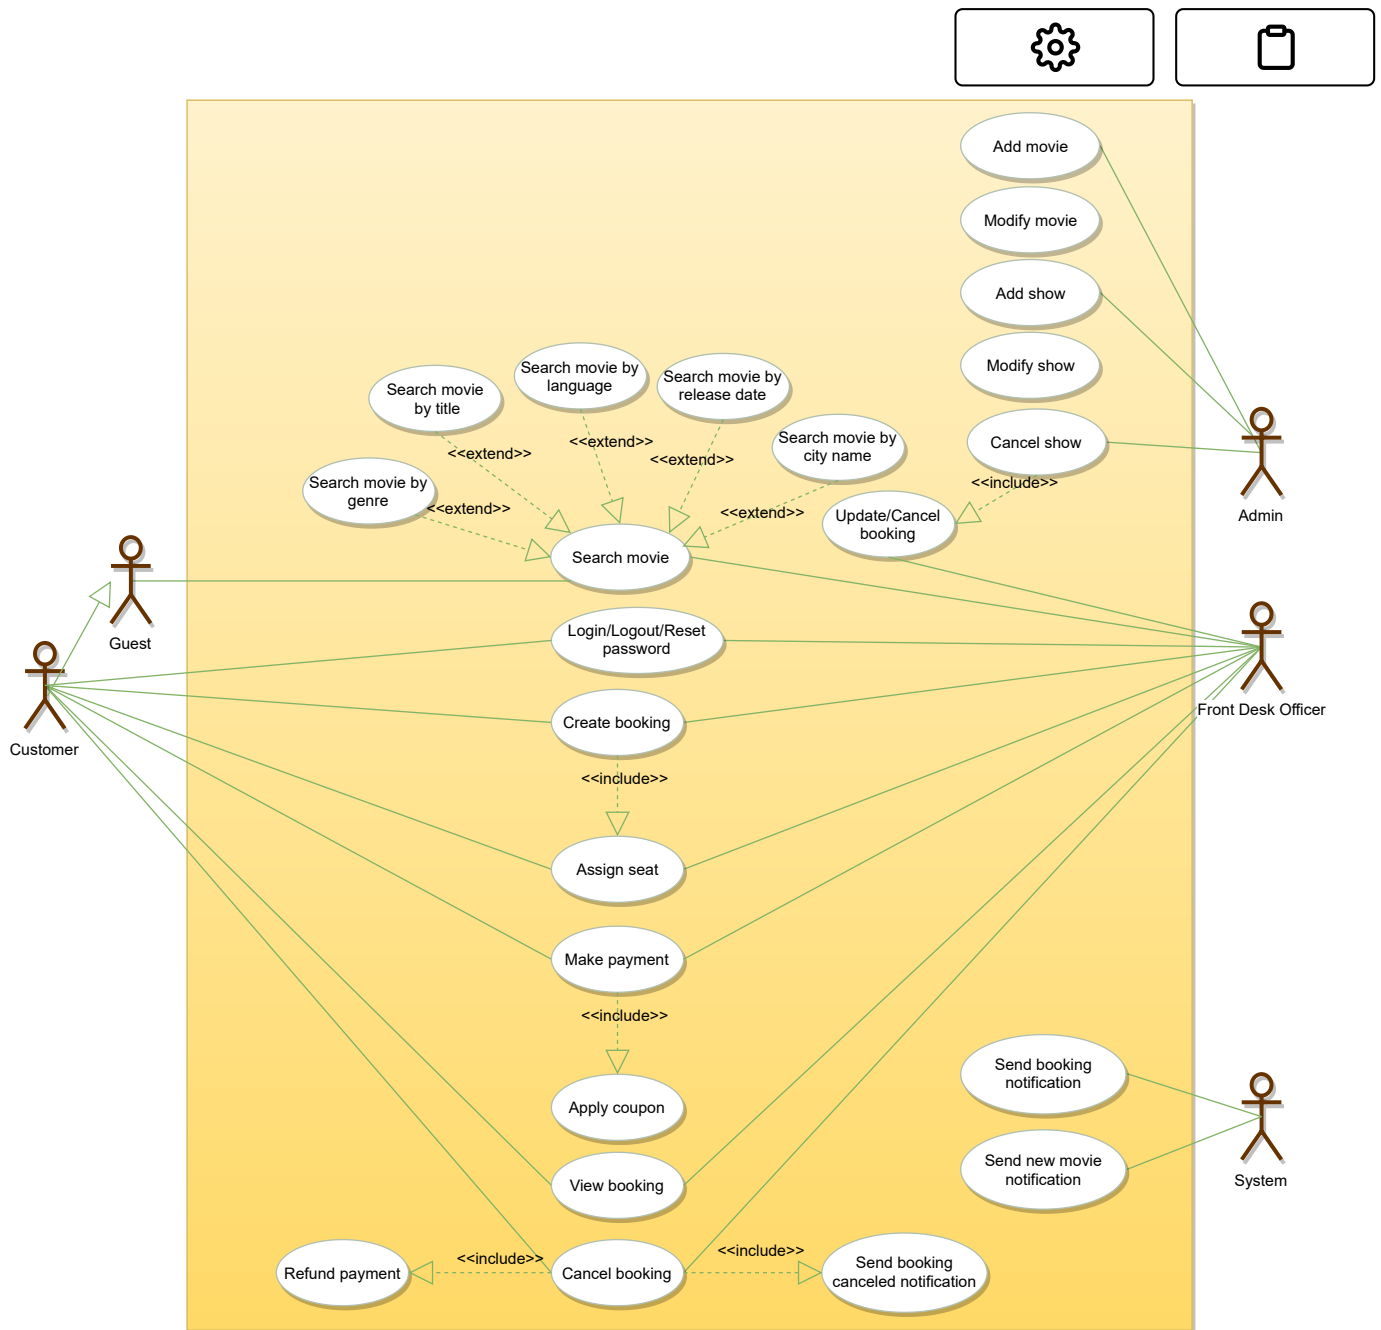 Add movie
Modify movie
Add show
Modify show
Search movie by
language
Search movie by
release date
Search movie
by title
Search movie by
city name
Cancel show
<<extend>>
<<extend>>
<<extend>>
<<include>>
Search movie by
genre
<<extend>>
<<extend>>
Update/Cancel
booking
Admin
Search movie
Guest
Login/Logout/Reset
password
Front Desk Officer
Create booking
Customer
<<include>>
Assign seat
Make payment
<<include>>
Send booking
notification
Apply coupon
Send new movie
notification
System
View booking
<<include>>
<<include>>
Refund payment
Cancel booking
Send booking
canceled notification